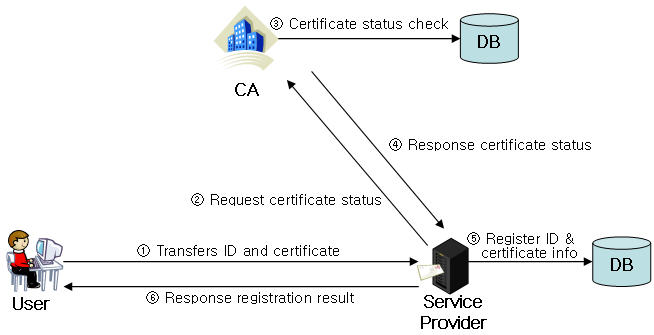 ③ Certificate status check
DB
CA
④ Response certificate status
② Request certificate status
① Transfers ID and certificate
⑤ Register ID &
certificate info
DB
User
⑥ Response registration result
Service
Provider